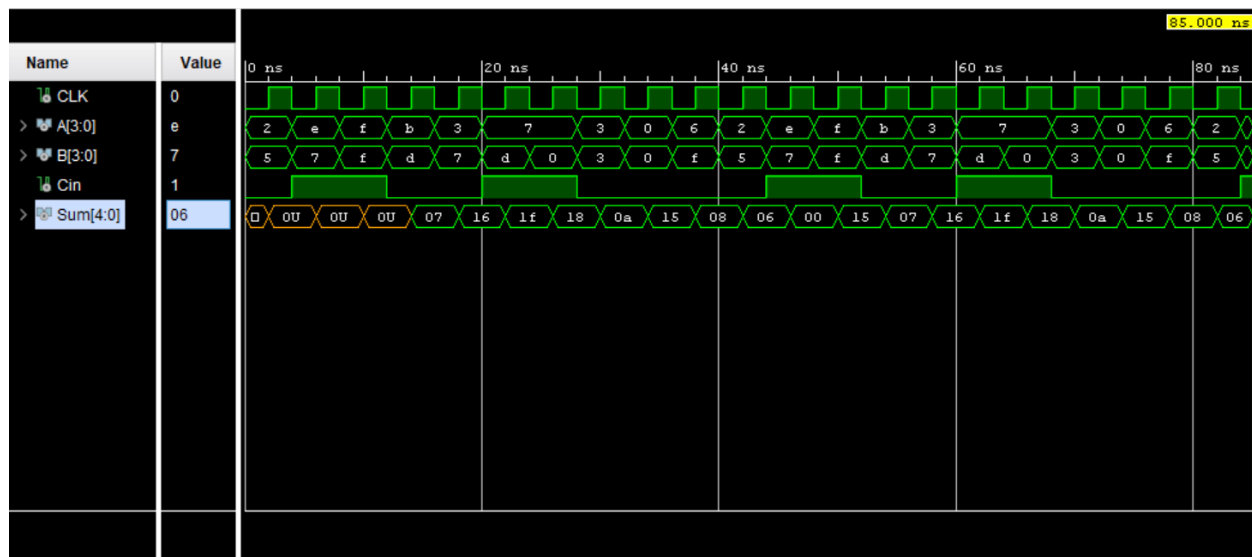 85.000 ns
Name Value 0 ns 20 ns 40 ns 60 ns 80 ns
CLK 0
A[3:0] e 2 e f b 3 7 3 0 6 2 e f b 3 7 3 0 6 2
B[3:0] 7 5 7 f d 7 d 0 3 0 f 5 7 f d 7 d 0 3 0 f 5
Cin 1
Sum[4:0] 06 0U 0U 0U 07 16 1f 18 0a 15 08 06 00 15 07 16 1f 18 0a 15 08 06